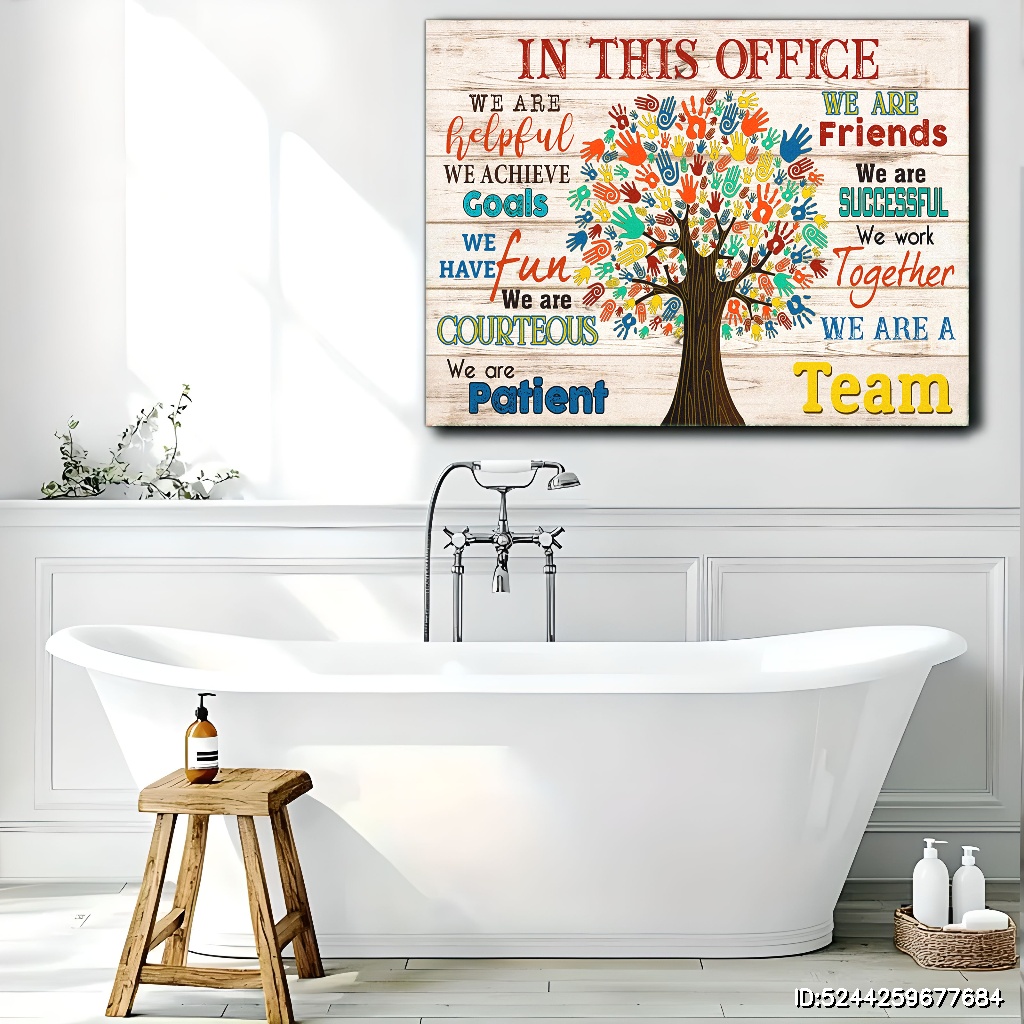 IN THIS OFFICE
WE ARE
helpful
WE ACHIEVE
Goals
WE
HAVE fun
We are
COURTEOUS
We are
Patient
WE ARE
Friends
We are
SUCCESSFUL
We work
Together
WE ARE A
Team
ID:5244259677684